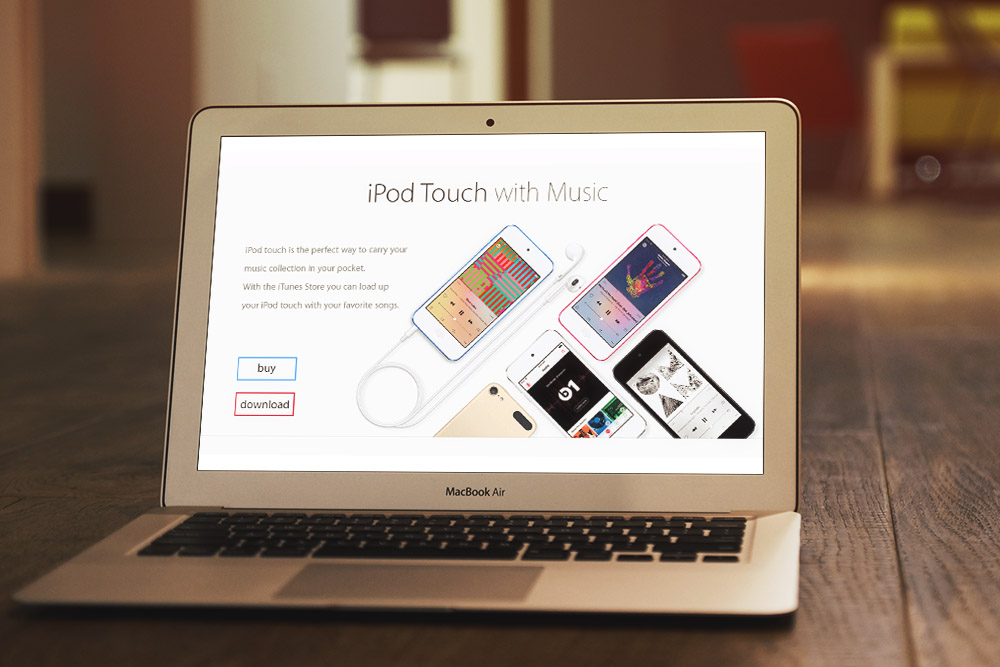 iPod Touch with Music
iPod touch is the perfect way to carry your
music collection in your pocket.
With the iTunes Store you can load up
your iPod touch with your favorite songs.
buy
download
MacBook Air